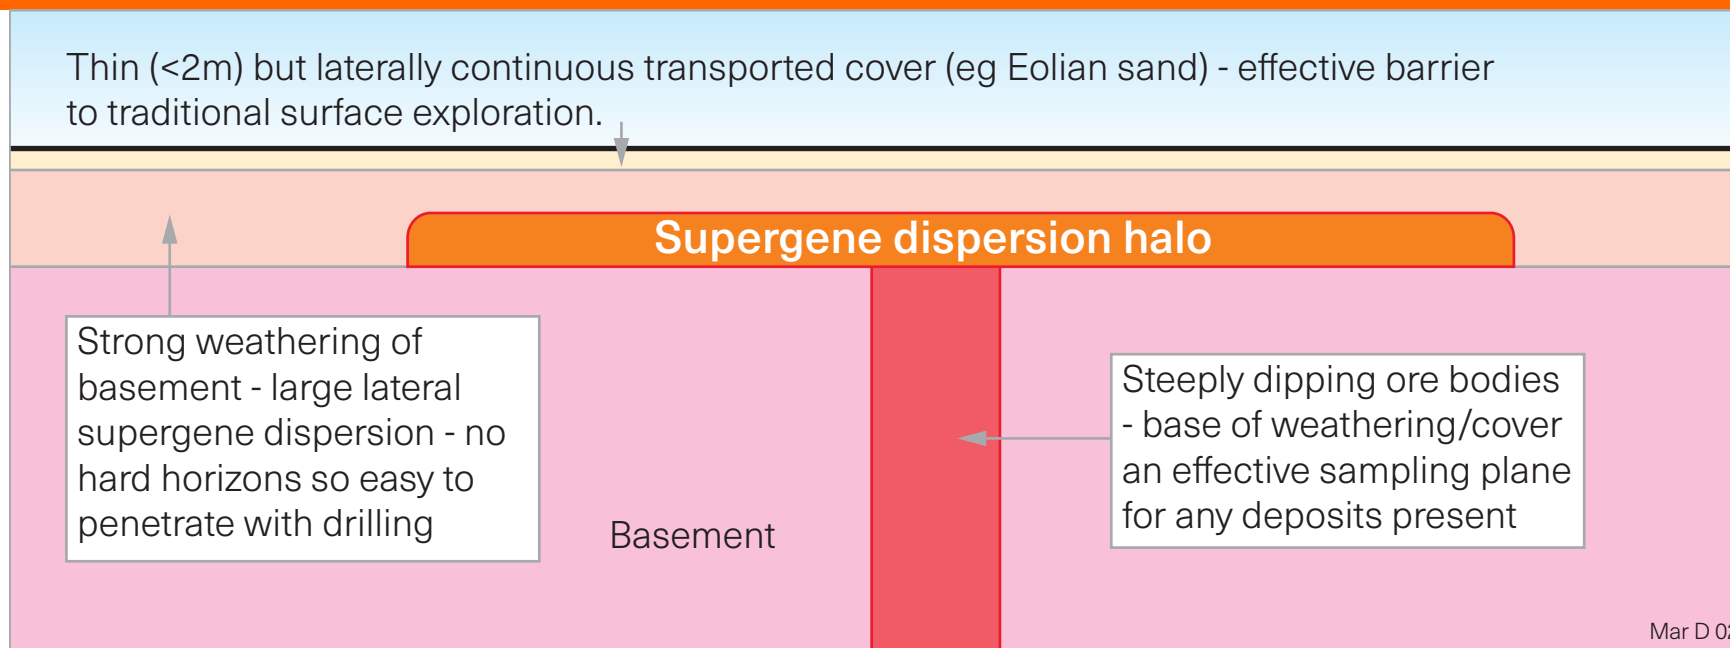 Thin (<2m) but laterally continuous transported cover (eg Eolian sand) - effective barrier
to traditional surface exploration.
Supergene dispersion halo
Strong weathering of
basement - large lateral
supergene dispersion - no
hard horizons so easy to
penetrate with drilling
Steeply dipping ore bodies
- base of weathering/cover
an effective sampling plane
for any deposits present
Basement
Mar D 02